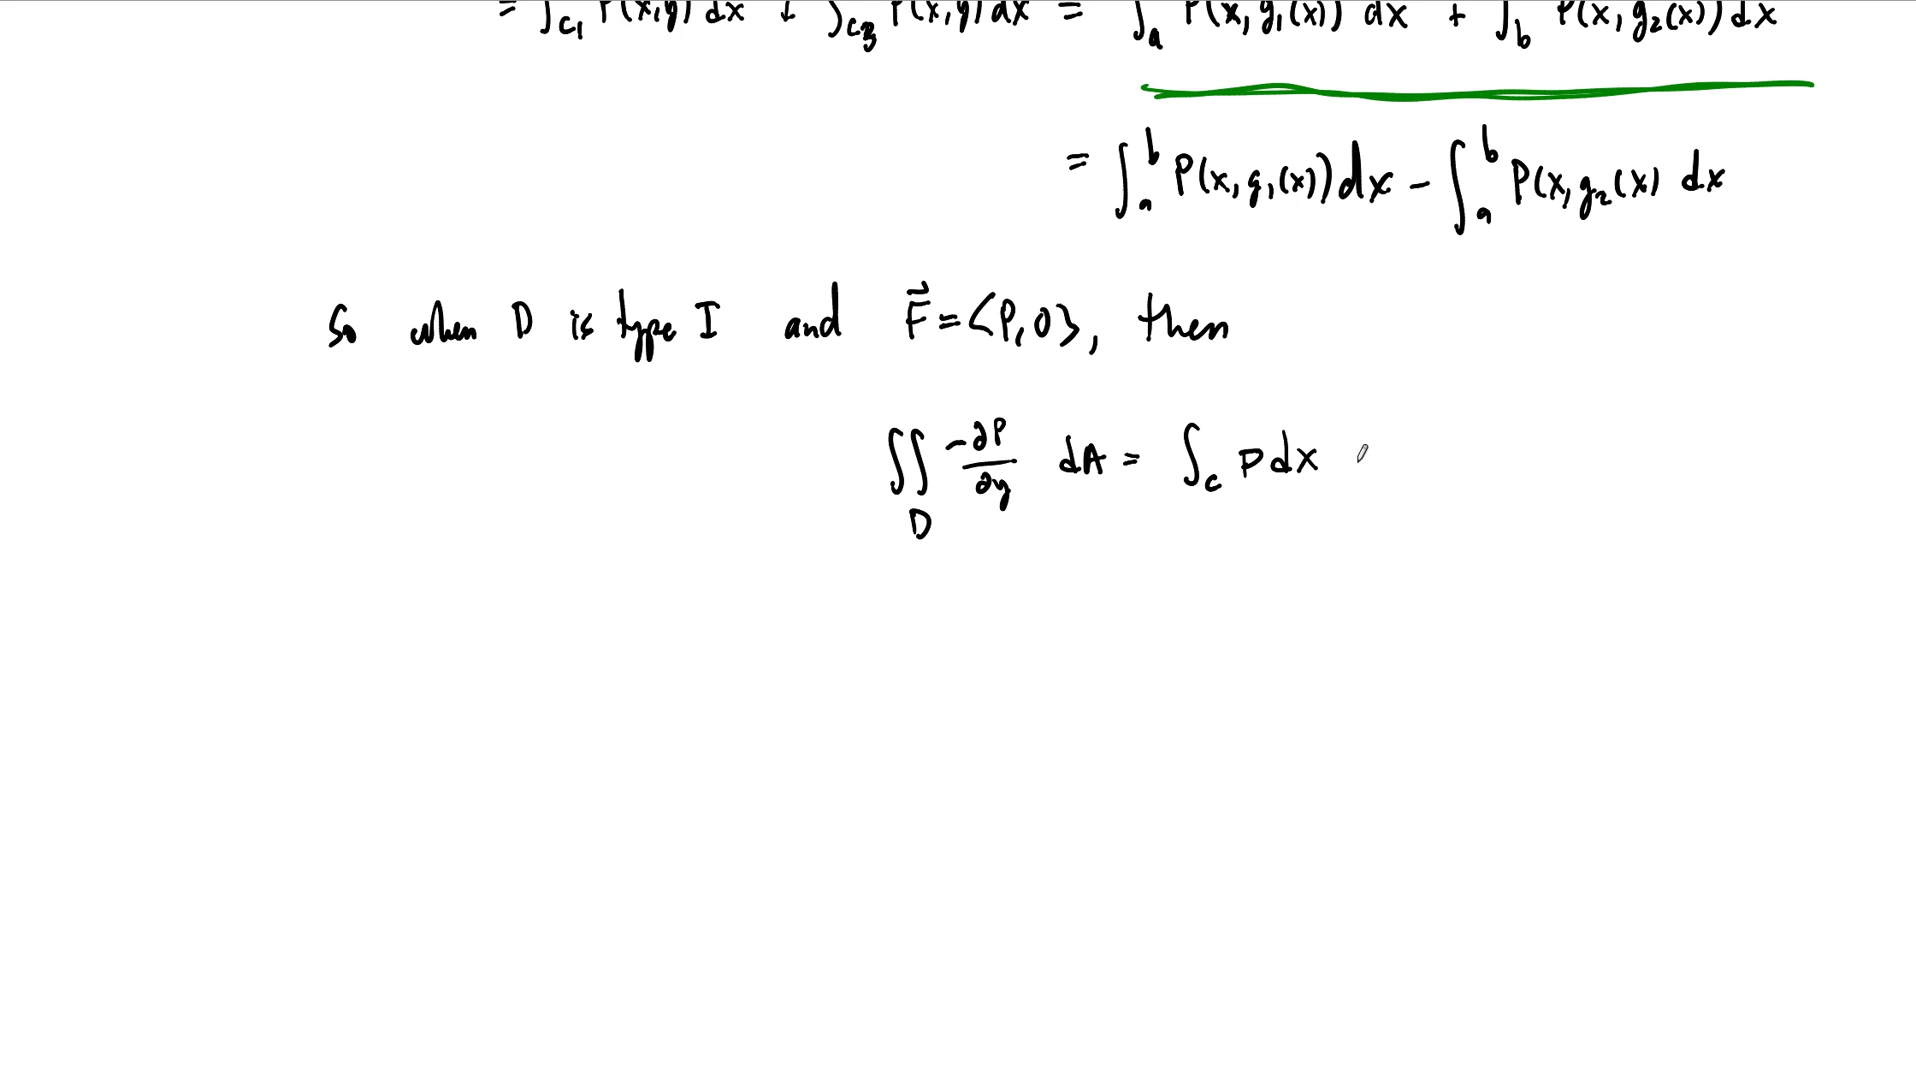 = ∫_{C1} P(x,y) dx + ∫_{C3} P(x,y) dx = ∫_a P(x, g₁(x)) dx + ∫_b P(x, g₂(x)) dx
= ∫_a^b P(x, g₁(x)) dx − ∫_a^b P(x, g₂(x) dx
So when D is type I and F⃗ = ⟨P, 0⟩, then
∬_D −∂P/∂y dA = ∫_C P dx